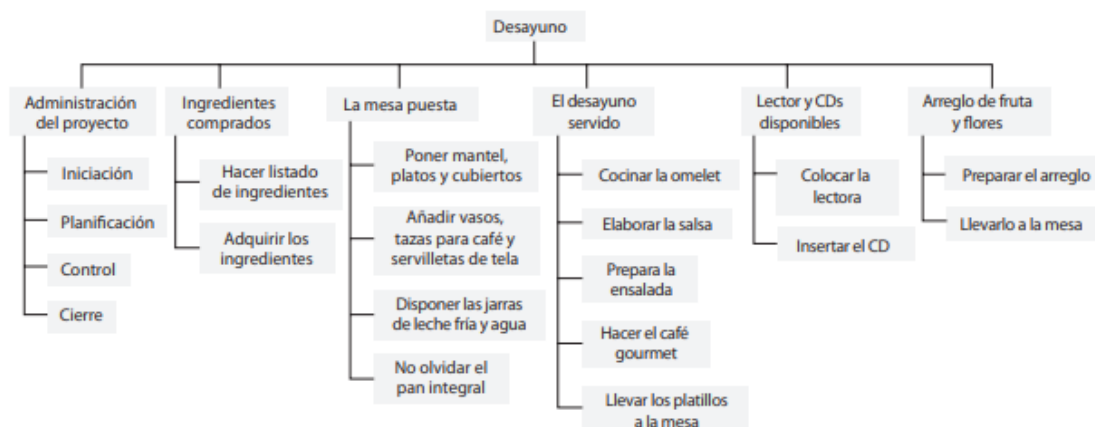 Desayuno
Administración
del proyecto
Iniciación
Planificación
Control
Cierre
Ingredientes
comprados
Hacer listado
de ingredientes
Adquirir los
ingredientes
La mesa puesta
Poner mantel,
platos y cubiertos
Añadir vasos,
tazas para café y
servilletas de tela
Disponer las jarras
de leche fría y agua
No olvidar el
pan integral
El desayuno
servido
Cocinar la omelet
Elaborar la salsa
Prepara la
ensalada
Hacer el café
gourmet
Llevar los platillos
a la mesa
Lector y CDs
disponibles
Colocar la
lectora
Insertar el CD
Arreglo de fruta
y flores
Preparar el arreglo
Llevarlo a la mesa